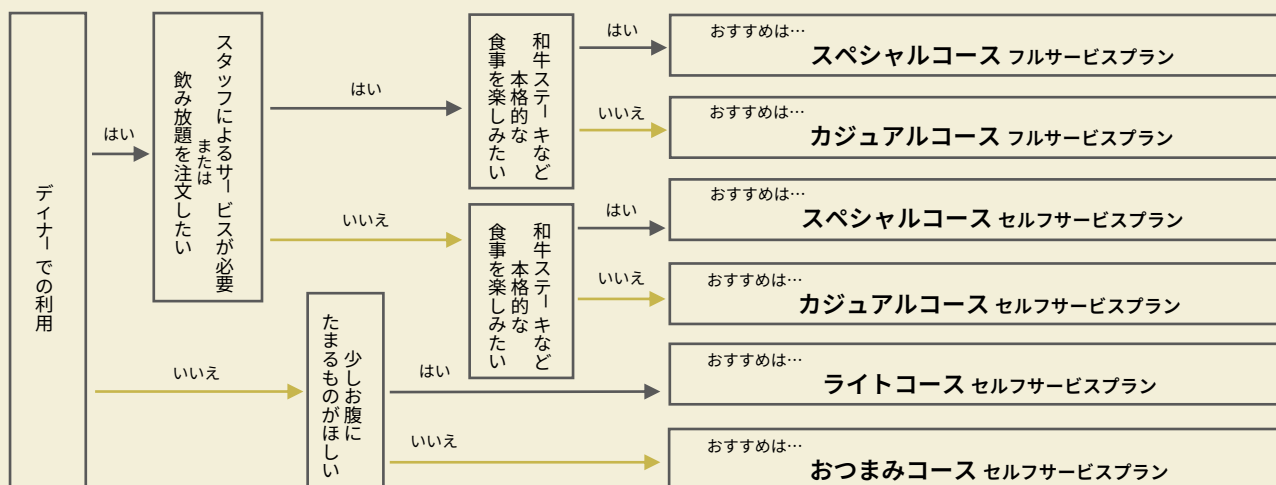 デイナーでの利用
はい
いいえ
スタッフによるサービスが必要
または
飲み放題を注文したい
はい
いいえ
少しお腹に
たまるものがほしい
はい
いいえ
和牛ステーキなど
本格的な
食事を楽しみたい
はい
いいえ
和牛ステーキなど
本格的な
食事を楽しみたい
はい
いいえ
おすすめは…
スペシャルコース フルサービスプラン
おすすめは…
カジュアルコース フルサービスプラン
おすすめは…
スペシャルコース セルフサービスプラン
おすすめは…
カジュアルコース セルフサービスプラン
おすすめは…
ライトコース セルフサービスプラン
おすすめは…
おつまみコース セルフサービスプラン